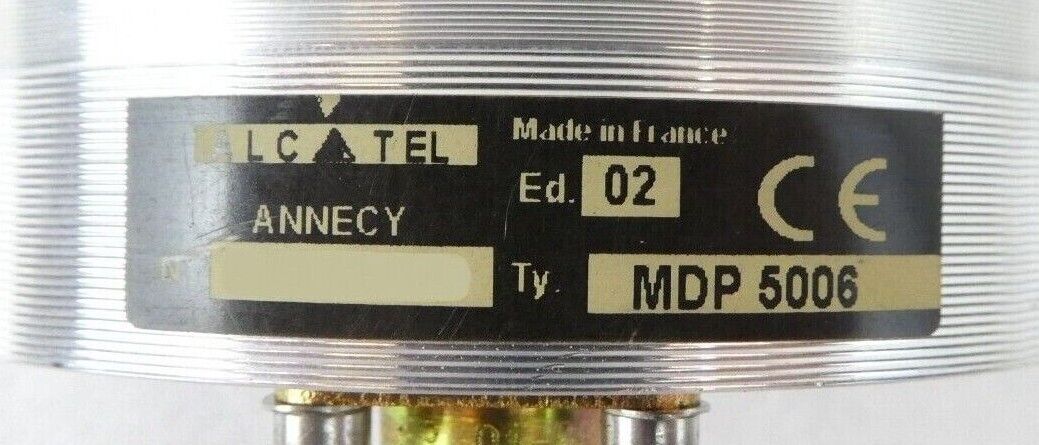 ALCATEL
Made in France
Ed. 02
CE
ANNECY
Ty. MDP 5006